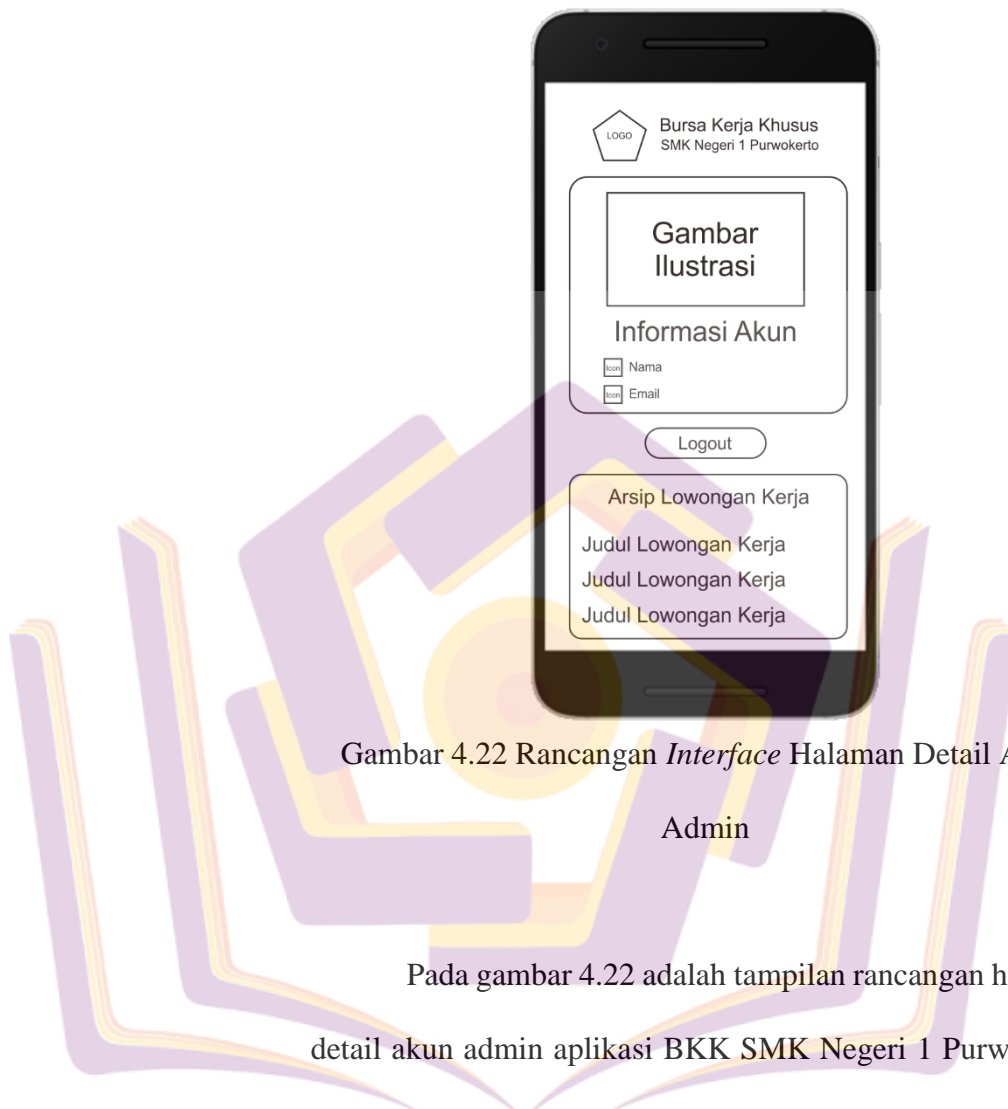 LOGO
Bursa Kerja Khusus
SMK Negeri 1 Purwokerto
Gambar
Ilustrasi
Informasi Akun
Icon Nama
Icon Email
Logout
Arsip Lowongan Kerja
Judul Lowongan Kerja
Judul Lowongan Kerja
Judul Lowongan Kerja
Gambar 4.22 Rancangan Interface Halaman Detail A
Admin
Pada gambar 4.22 adalah tampilan rancangan h
detail akun admin aplikasi BKK SMK Negeri 1 Purw